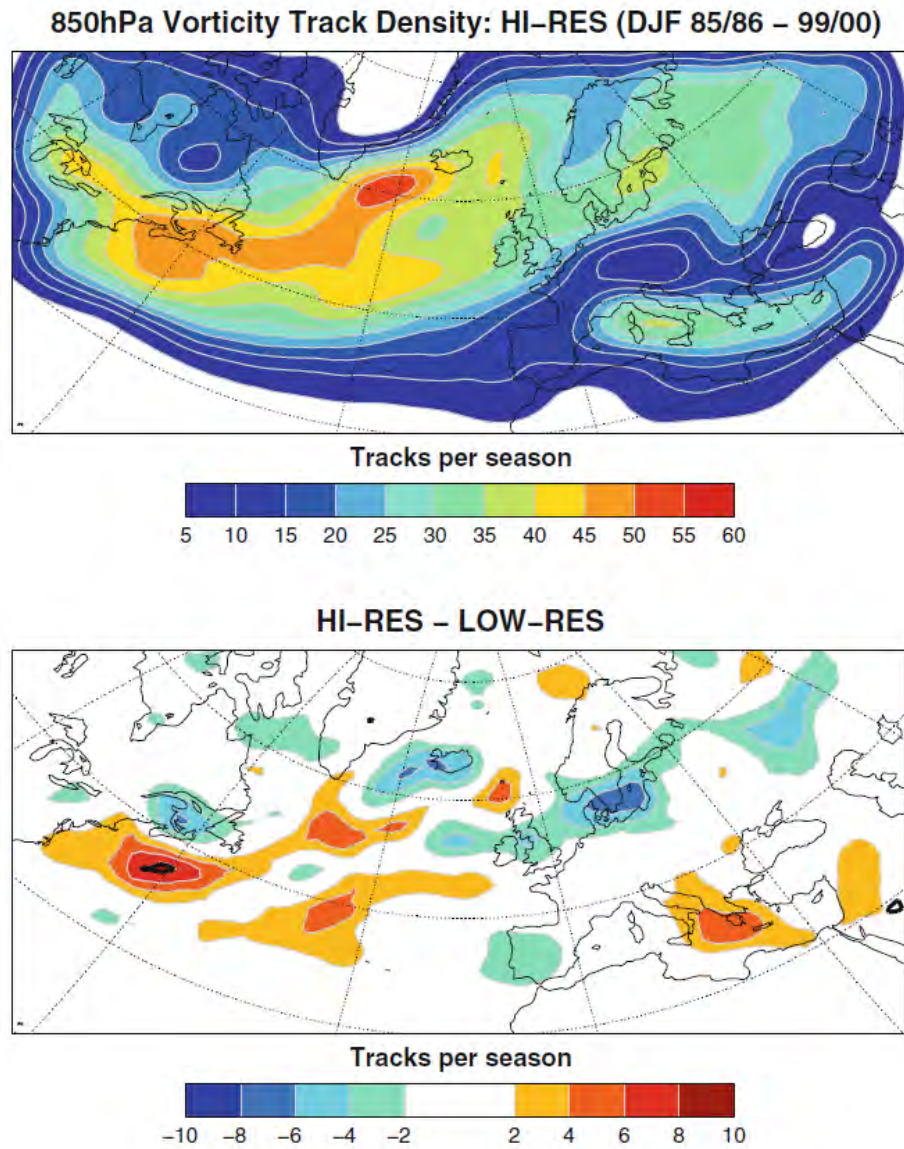 850hPa Vorticity Track Density: HI−RES (DJF 85/86 − 99/00)
Tracks per season
5 10 15 20 25 30 35 40 45 50 55 60
HI−RES − LOW−RES
Tracks per season
−10 −8 −6 −4 −2 2 4 6 8 10